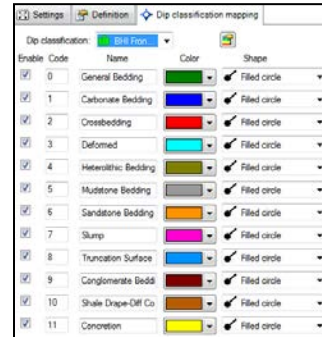 Settings Definition Dip classification mapping
Dip classification: BHI Fron...
Enable Code Name Color Shape
0 General Bedding Filled circle
1 Carbonate Bedding Filled circle
2 Crossbedding Filled circle
3 Deformed Filled circle
4 Heterolithic Bedding Filled circle
5 Mudstone Bedding Filled circle
6 Sandstone Bedding Filled circle
7 Slump Filled circle
8 Truncation Surface Filled circle
9 Conglomerate Beddi Filled circle
10 Shale Drape-Diff Co Filled circle
11 Concretion Filled circle